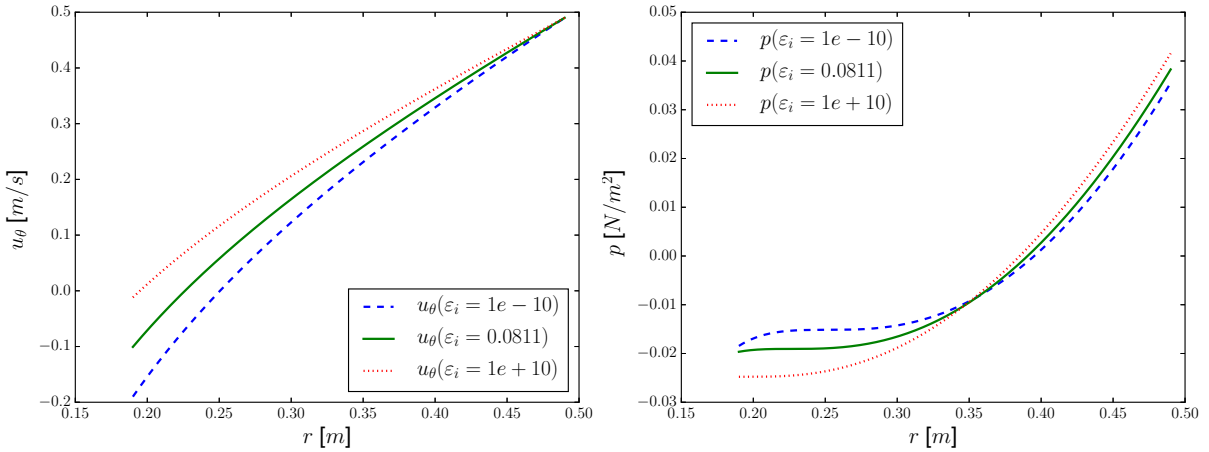 0.5
0.4
0.3
0.2
0.1
0.0
−0.1
−0.2
0.15 0.20 0.25 0.30 0.35 0.40 0.45 0.50
r [m]
u_θ [m/s]
u_θ(ε_i = 1e − 10)
u_θ(ε_i = 0.0811)
u_θ(ε_i = 1e + 10)
0.05
0.04
0.03
0.02
0.01
0.00
−0.01
−0.02
−0.03
0.15 0.20 0.25 0.30 0.35 0.40 0.45 0.50
r [m]
p [N/m²]
p(ε_i = 1e − 10)
p(ε_i = 0.0811)
p(ε_i = 1e + 10)